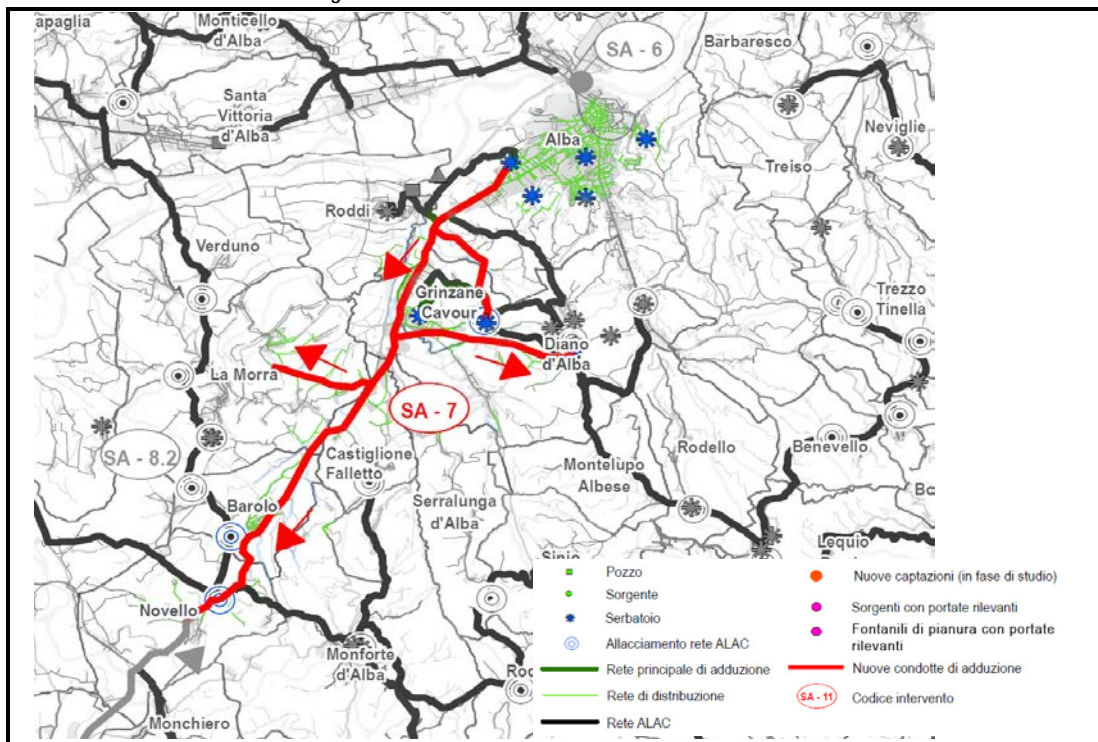 apaglia
Monticello
d'Alba
SA - 6
Barbaresco
Santa
Vittoria
d'Alba
Alba
Neviglie
Treiso
Roddi
Verduno
Grinzane
Cavour
Trezzo
Tinella
Diano
d'Alba
La Morra
SA - 7
SA - 8.2
Castiglione
Falletto
Rodello
Benevello
Montelupo
Albese
Serralunga
d'Alba
Barolo
Bo
Lequio
Sinio
Novello
Monforte
d'Alba
Rod
Monchiero
Pozzo
Sorgente
Serbatoio
Allacciamento rete ALAC
Rete principale di adduzione
Rete di distribuzione
Rete ALAC
Nuove captazioni (in fase di studio)
Sorgenti con portate rilevanti
Fontanili di pianura con portate
rilevanti
Nuove condotte di adduzione
SA - 11 Codice intervento